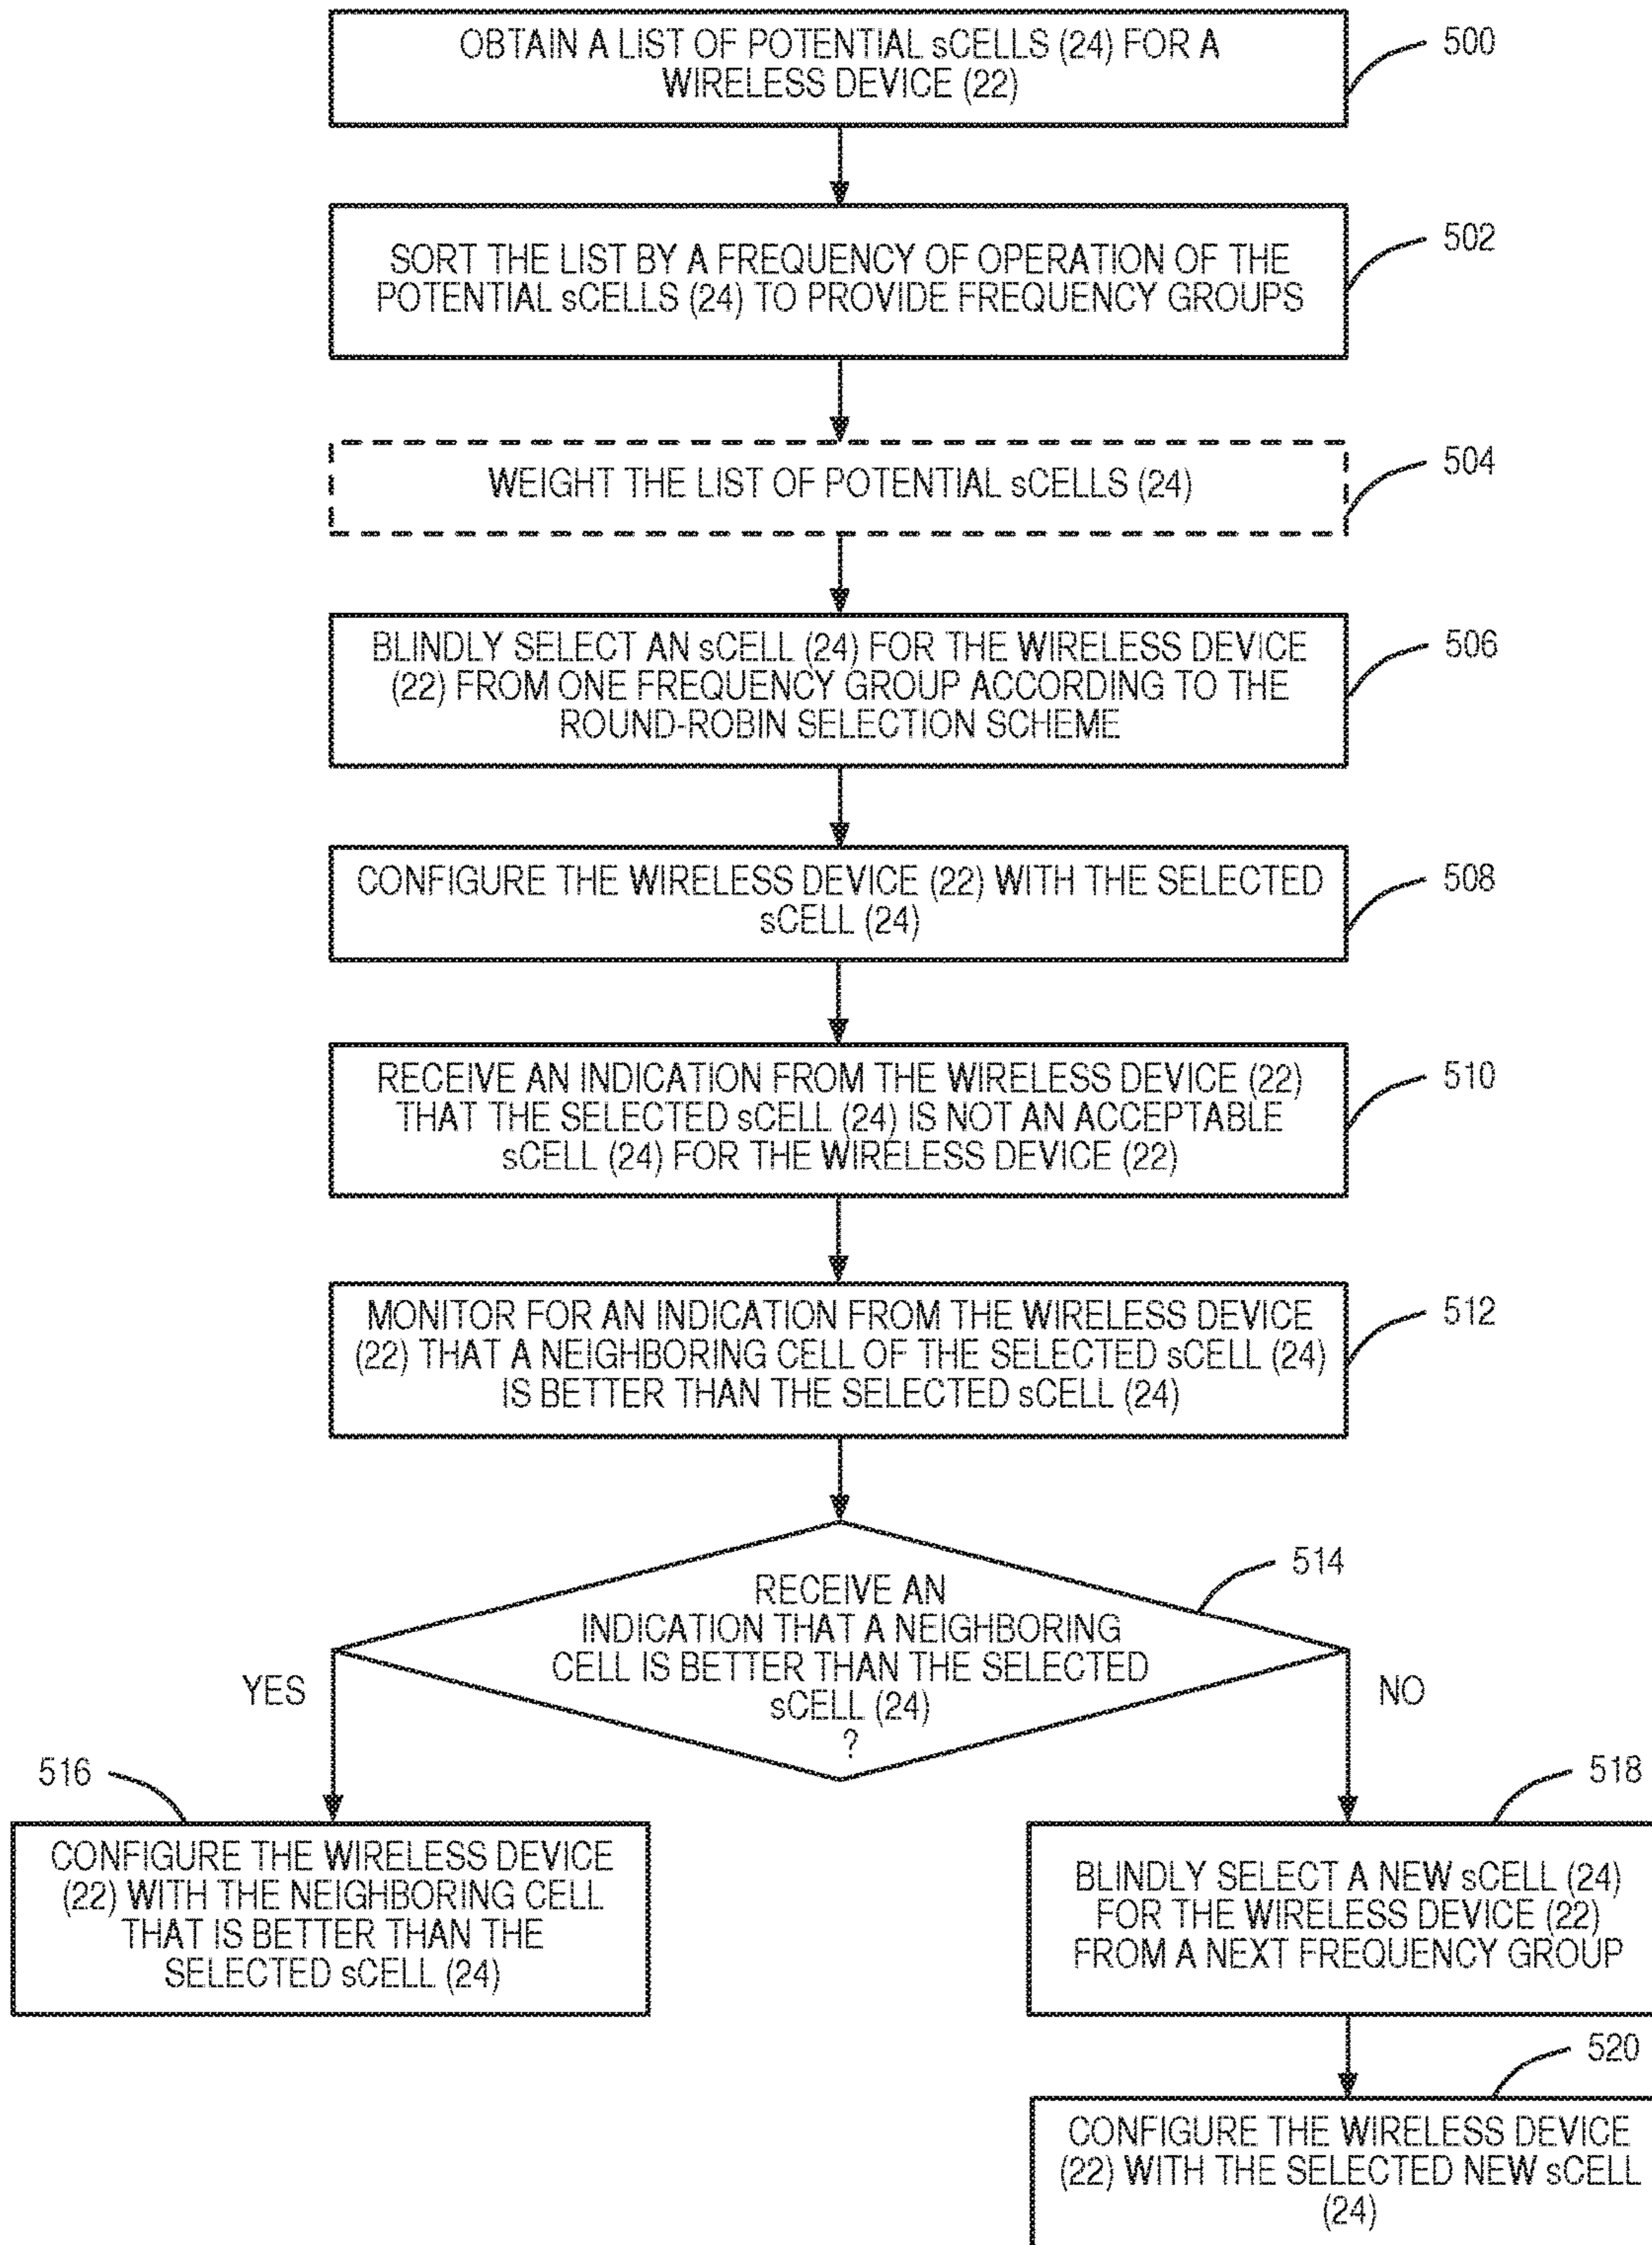 OBTAIN A LIST OF POTENTIAL sCELLS (24) FOR A
WIRELESS DEVICE (22)
500
SORT THE LIST BY A FREQUENCY OF OPERATION OF THE
POTENTIAL sCELLS (24) TO PROVIDE FREQUENCY GROUPS
502
WEIGHT THE LIST OF POTENTIAL sCELLS (24)
504
BLINDLY SELECT AN sCELL (24) FOR THE WIRELESS DEVICE
(22) FROM ONE FREQUENCY GROUP ACCORDING TO THE
ROUND-ROBIN SELECTION SCHEME
506
CONFIGURE THE WIRELESS DEVICE (22) WITH THE SELECTED
sCELL (24)
508
RECEIVE AN INDICATION FROM THE WIRELESS DEVICE (22)
THAT THE SELECTED sCELL (24) IS NOT AN ACCEPTABLE
sCELL (24) FOR THE WIRELESS DEVICE (22)
510
MONITOR FOR AN INDICATION FROM THE WIRELESS DEVICE
(22) THAT A NEIGHBORING CELL OF THE SELECTED sCELL (24)
IS BETTER THAN THE SELECTED sCELL (24)
512
RECEIVE AN
INDICATION THAT A NEIGHBORING
CELL IS BETTER THAN THE SELECTED
sCELL (24)
?
514
YES
NO
516
CONFIGURE THE WIRELESS DEVICE
(22) WITH THE NEIGHBORING CELL
THAT IS BETTER THAN THE
SELECTED sCELL (24)
518
BLINDLY SELECT A NEW sCELL (24)
FOR THE WIRELESS DEVICE (22)
FROM A NEXT FREQUENCY GROUP
520
CONFIGURE THE WIRELESS DEVICE
(22) WITH THE SELECTED NEW sCELL
(24)